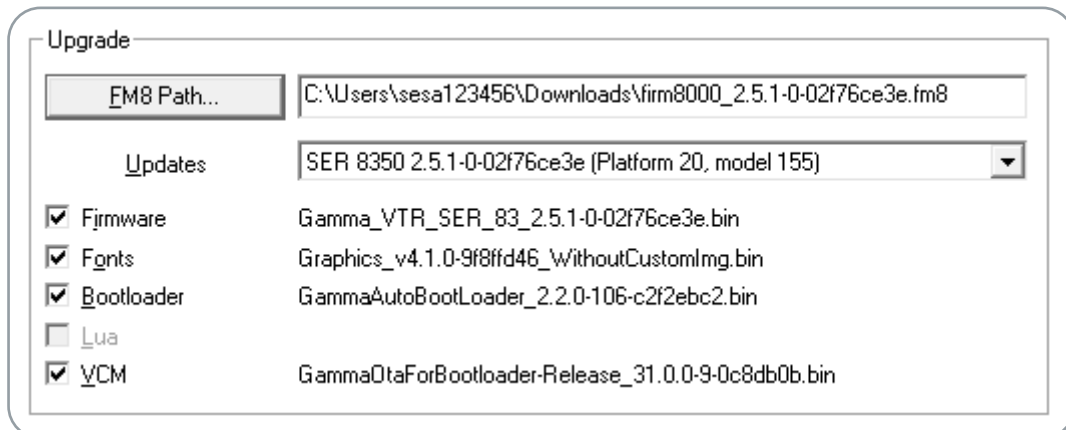 Upgrade
FM8 Path... C:\Users\sesa123456\Downloads\firm8000_2.5.1-0-02f76ce3e.fm8
Updates SER 8350 2.5.1-0-02f76ce3e (Platform 20, model 155)
Firmware Gamma_VTR_SER_83_2.5.1-0-02f76ce3e.bin
Fonts Graphics_v4.1.0-9f8ffd46_WithoutCustomImg.bin
Bootloader GammaAutoBootLoader_2.2.0-106-c2f2ebc2.bin
Lua
VCM GammaOtaForBootloader-Release_31.0.0-9-0c8db0b.bin